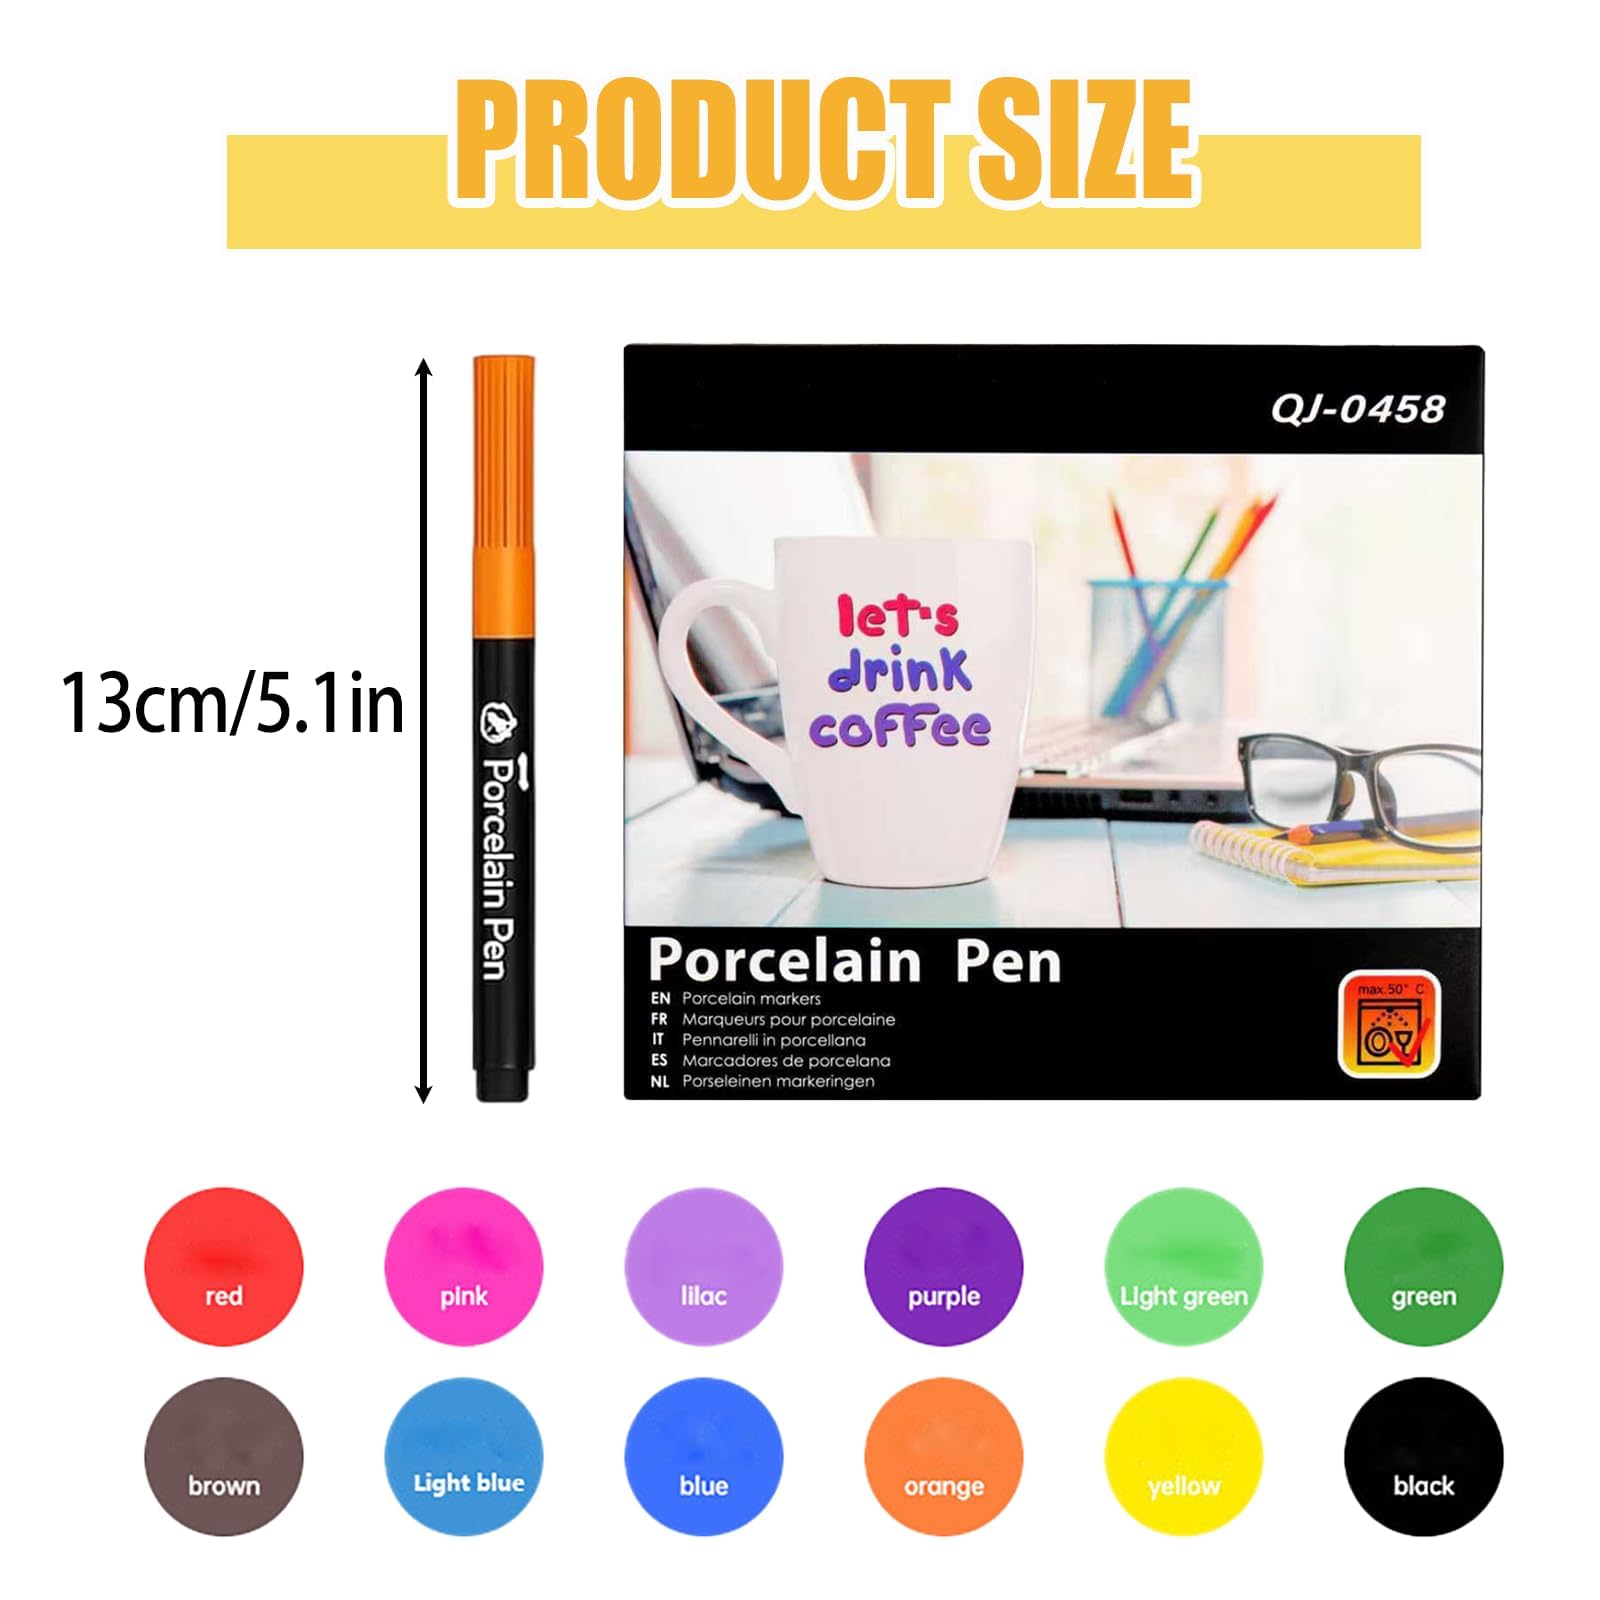 PRODUCT SIZE
13cm/5.1in
Porcelain Pen
QJ-0458
let's
drink
coffee
Porcelain Pen
EN Porcelain markers
FR Marqueurs pour porcelaine
IT Pennarelli in porcellana
ES Marcadores de porcelana
NL Porseleinen markeringen
max.50° C
red
pink
lilac
purple
Light green
green
brown
Light blue
blue
orange
yellow
black